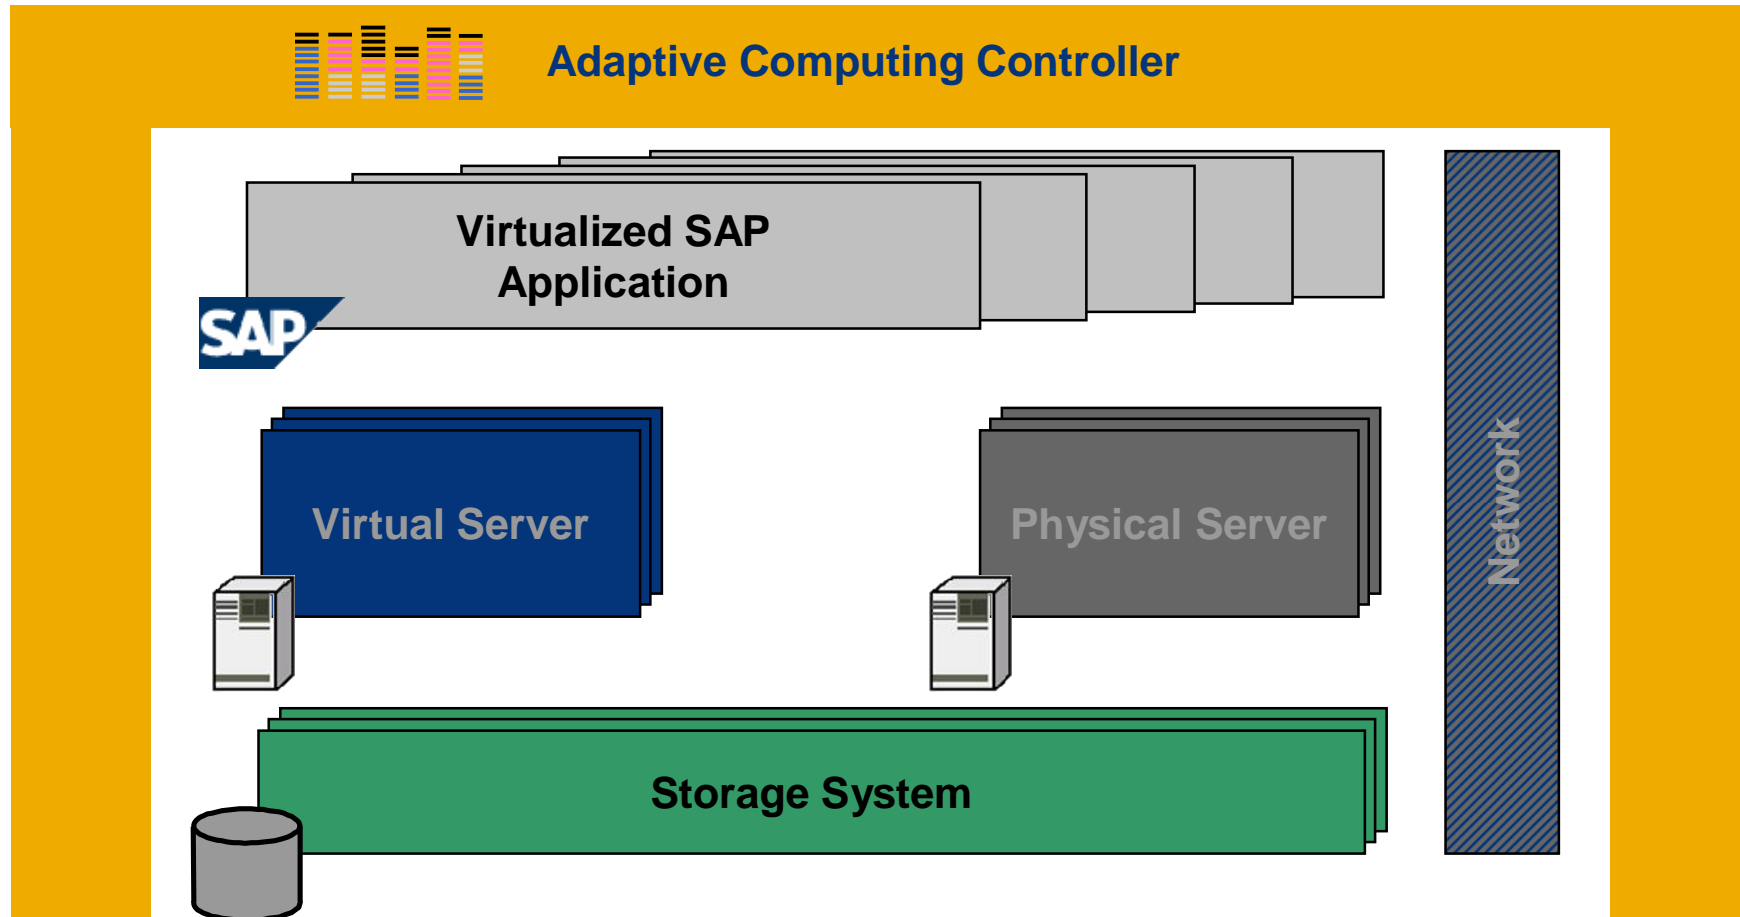 Adaptive Computing Controller
Virtualized SAP
Application
SAP
Virtual Server
Physical Server
Network
Storage System